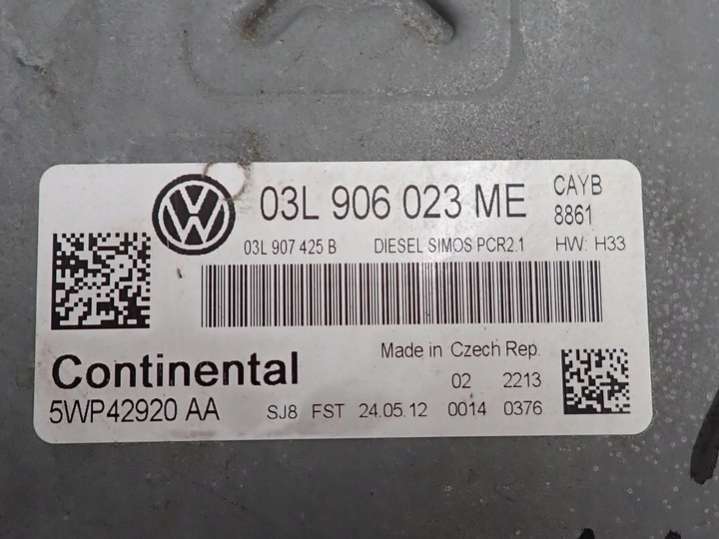 03L 906 023 ME CAYB
8861
03L 907 425 B DIESEL SIMOS PCR2.1 HW: H33
Continental Made in Czech Rep.
02 2213
5WP42920 AA SJ8 FST 24.05.12 0014 0376